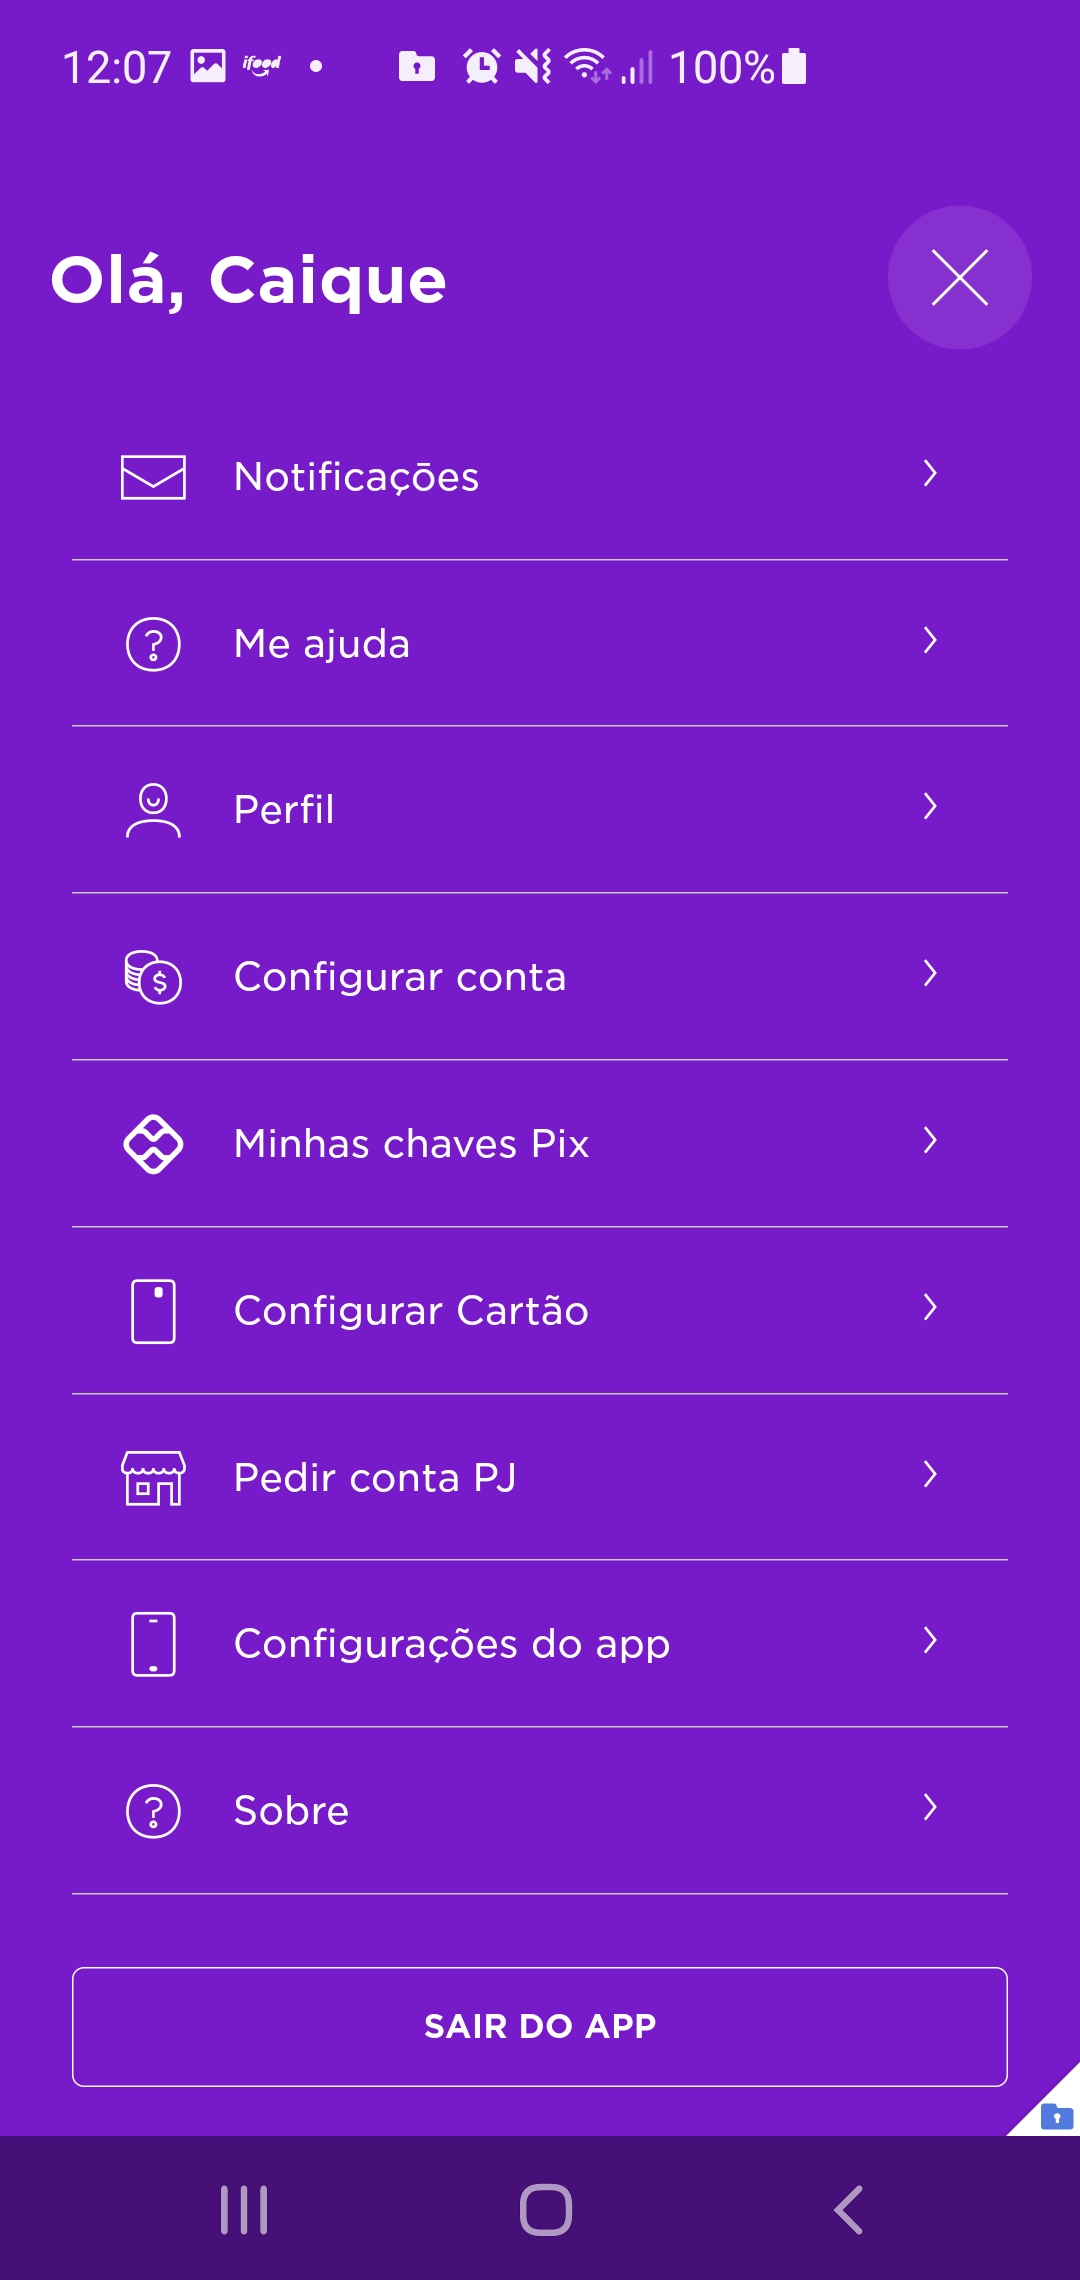 12:07 ifood 100%
Olá, Caique
Notificações
Me ajuda
Perfil
Configurar conta
Minhas chaves Pix
Configurar Cartão
Pedir conta PJ
Configurações do app
Sobre
SAIR DO APP